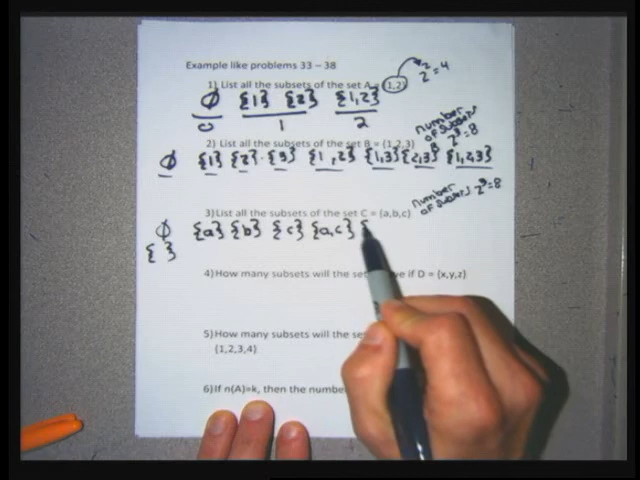 Example like problems 33 – 38
1) List all the subsets of the set A = {1,2} 2² = 4
∅ {1} {2} {1,2}
0 1 2
2) List all the subsets of the set B = {1,2,3}
number of subsets B 2³ = 8
∅ {1} {2} {3} {1,2} {1,3} {2,3} {1,2,3}
3) List all the subsets of the set C = {a,b,c}
number of subsets 2³ = 8
∅ {a} {b} {c} {a,c} {
{ }
4) How many subsets will the set if D = {x,y,z}
5) How many subsets will the
{1,2,3,4}
6) If n(A)=k, then the